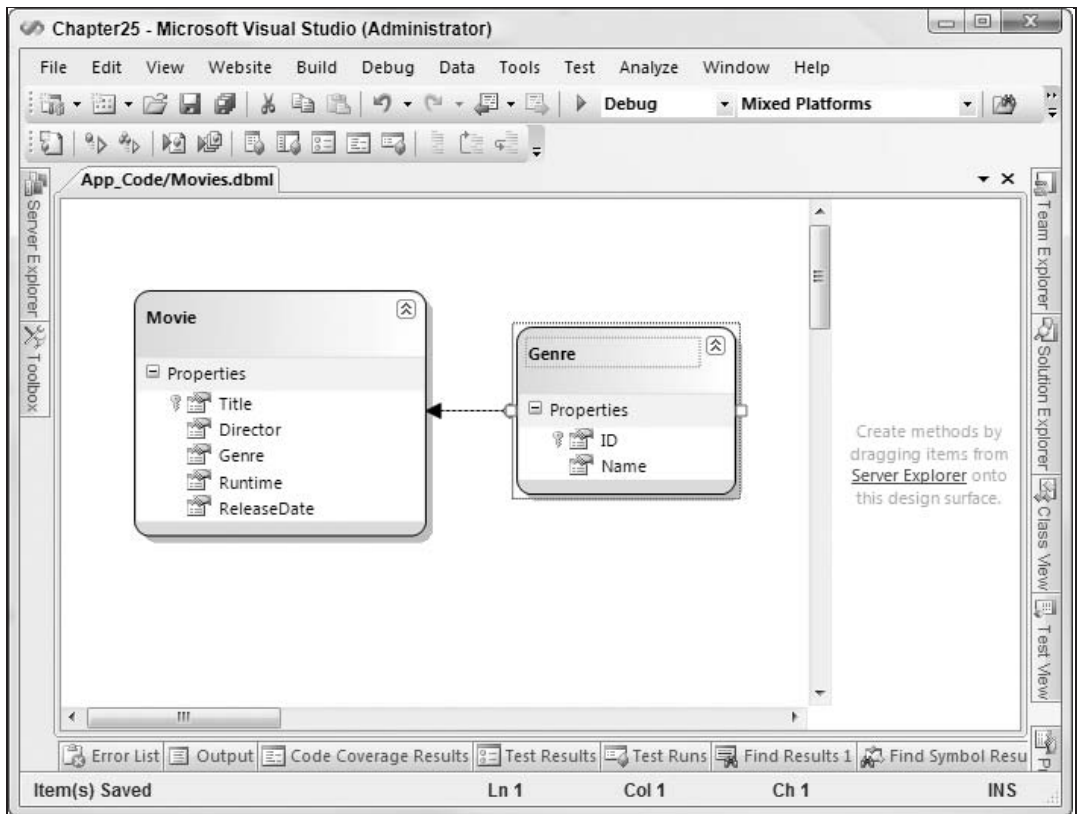 Chapter25 - Microsoft Visual Studio (Administrator)
File Edit View Website Build Debug Data Tools Test Analyze Window Help
Debug Mixed Platforms
App_Code/Movies.dbml
Server Explorer
Toolbox
Movie
Properties
Title
Director
Genre
Runtime
ReleaseDate
Genre
Properties
ID
Name
Create methods by
dragging items from
Server Explorer onto
this design surface.
Team Explorer
Solution Explorer
Class View
Test View
Error List Output Code Coverage Results Test Results Test Runs Find Results 1 Find Symbol Resu
Item(s) Saved Ln 1 Col 1 Ch 1 INS